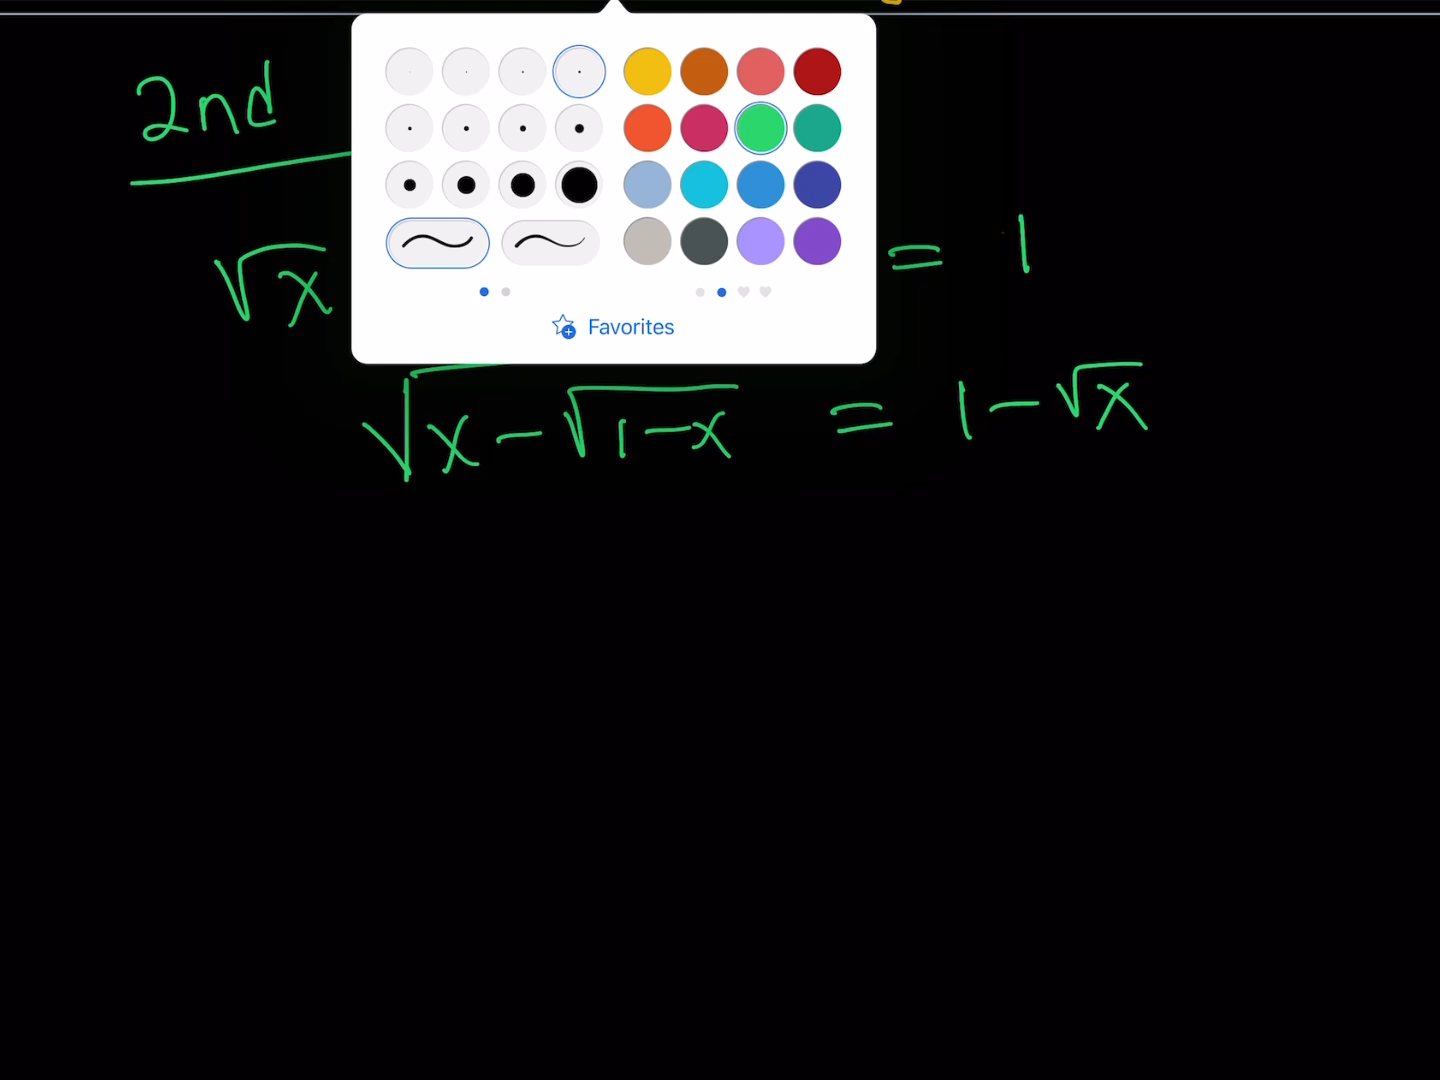 2nd
√x = 1
Favorites
√(x-√(1-x)) = 1-√x